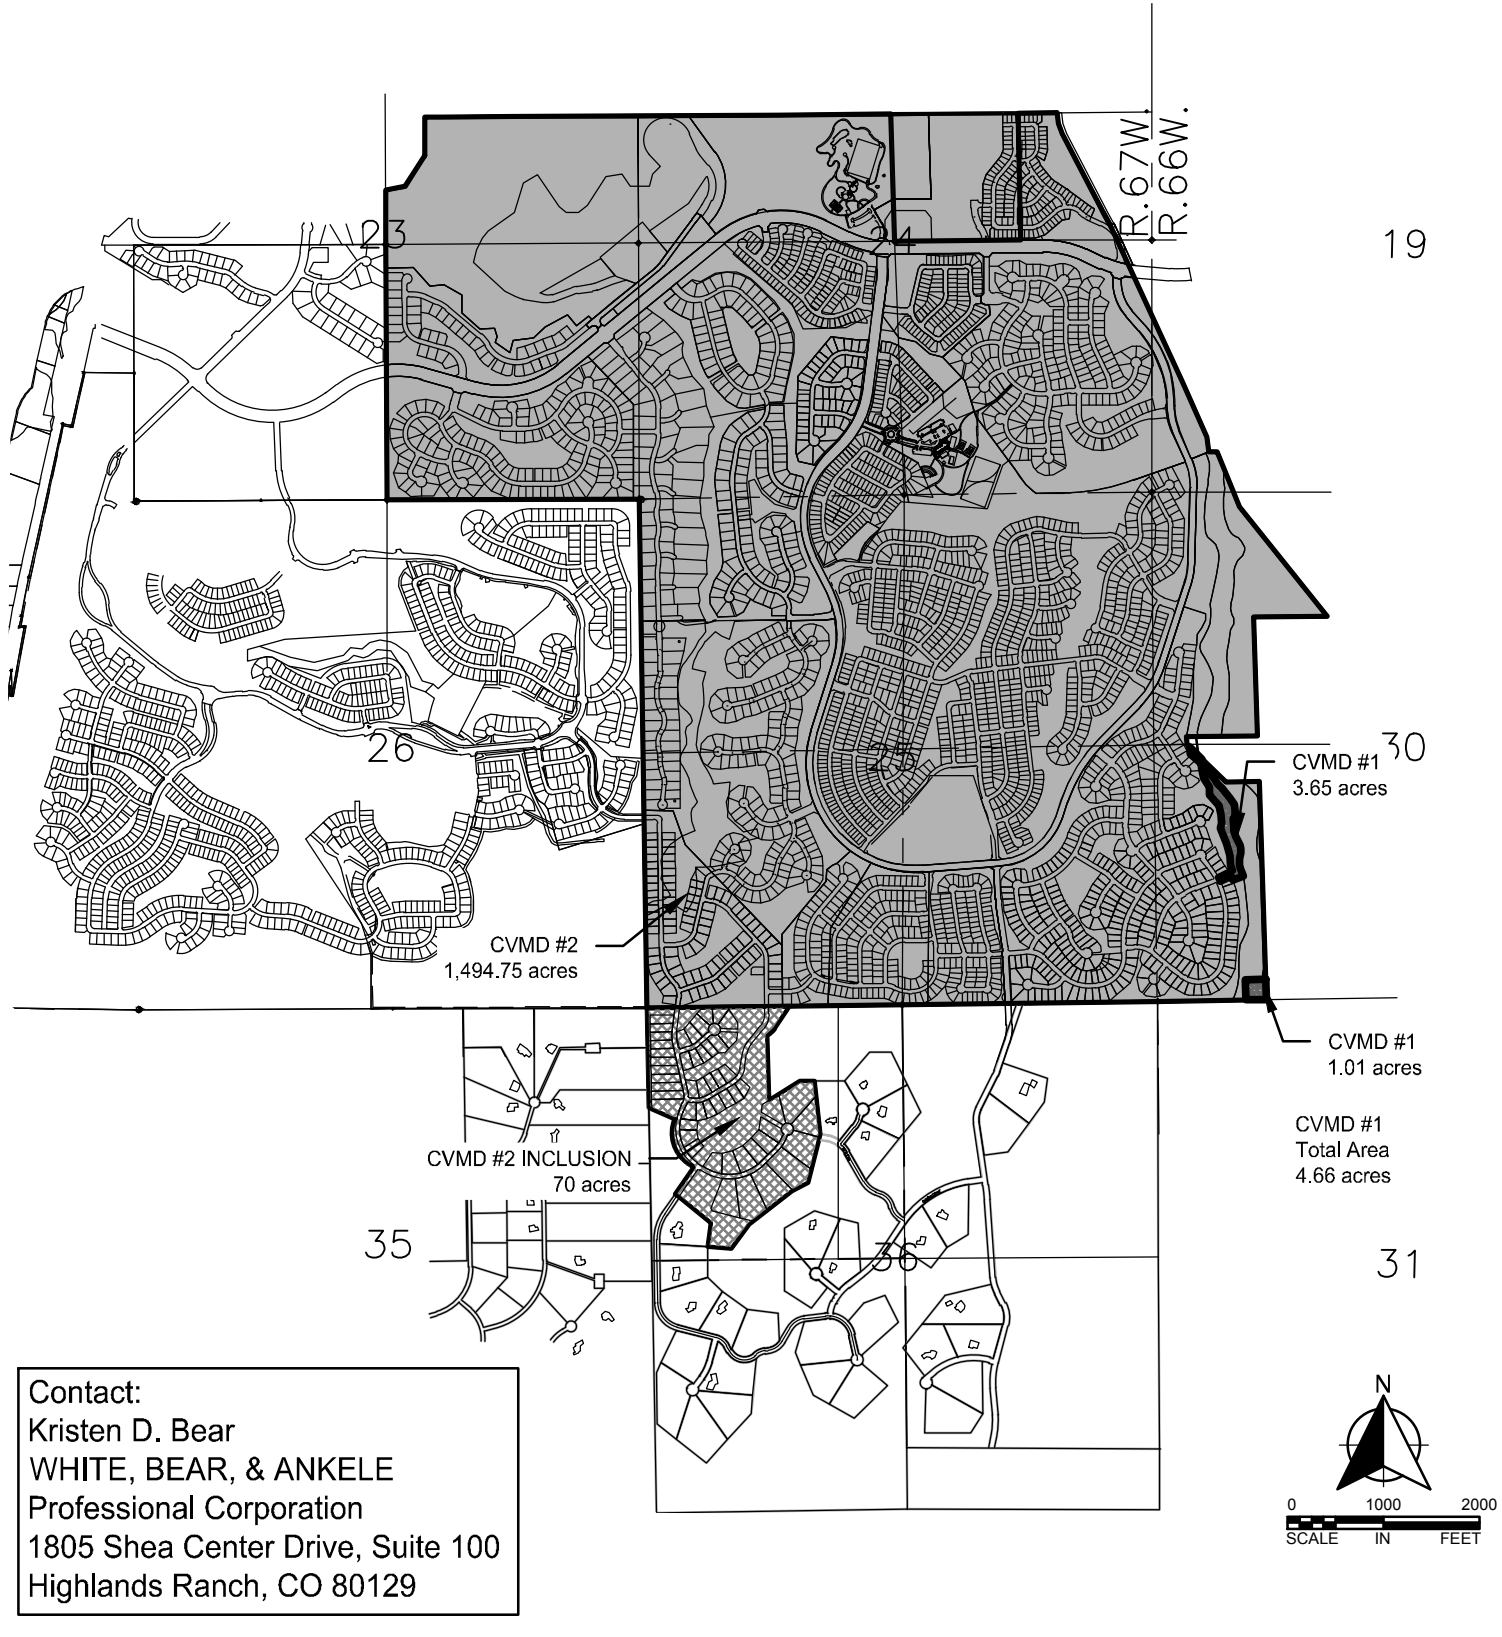 R.67W.
R.66W.
23
24
19
26
25
30
CVMD #1
3.65 acres
CVMD #2
1,494.75 acres
CVMD #1
1.01 acres
CVMD #1
Total Area
4.66 acres
CVMD #2 INCLUSION
70 acres
35
36
31
Contact:
Kristen D. Bear
WHITE, BEAR, & ANKELE
Professional Corporation
1805 Shea Center Drive, Suite 100
Highlands Ranch, CO 80129
N
0 1000 2000
SCALE IN FEET